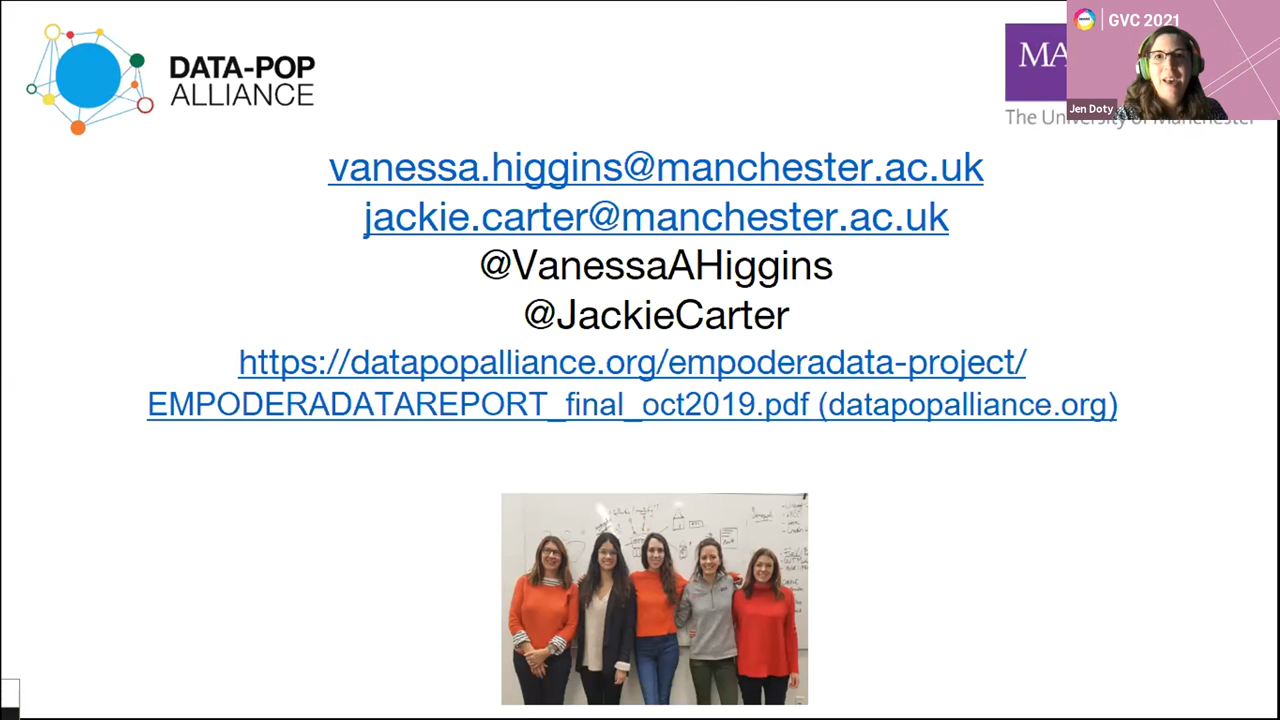 DATA-POP
ALLIANCE
MA
The University of Manchester
GVC 2021
Jen Doty
vanessa.higgins@manchester.ac.uk
jackie.carter@manchester.ac.uk
@VanessaAHiggins
@JackieCarter
https://datapopalliance.org/empoderadata-project/
EMPODERADATAREPORT_final_oct2019.pdf (datapopalliance.org)